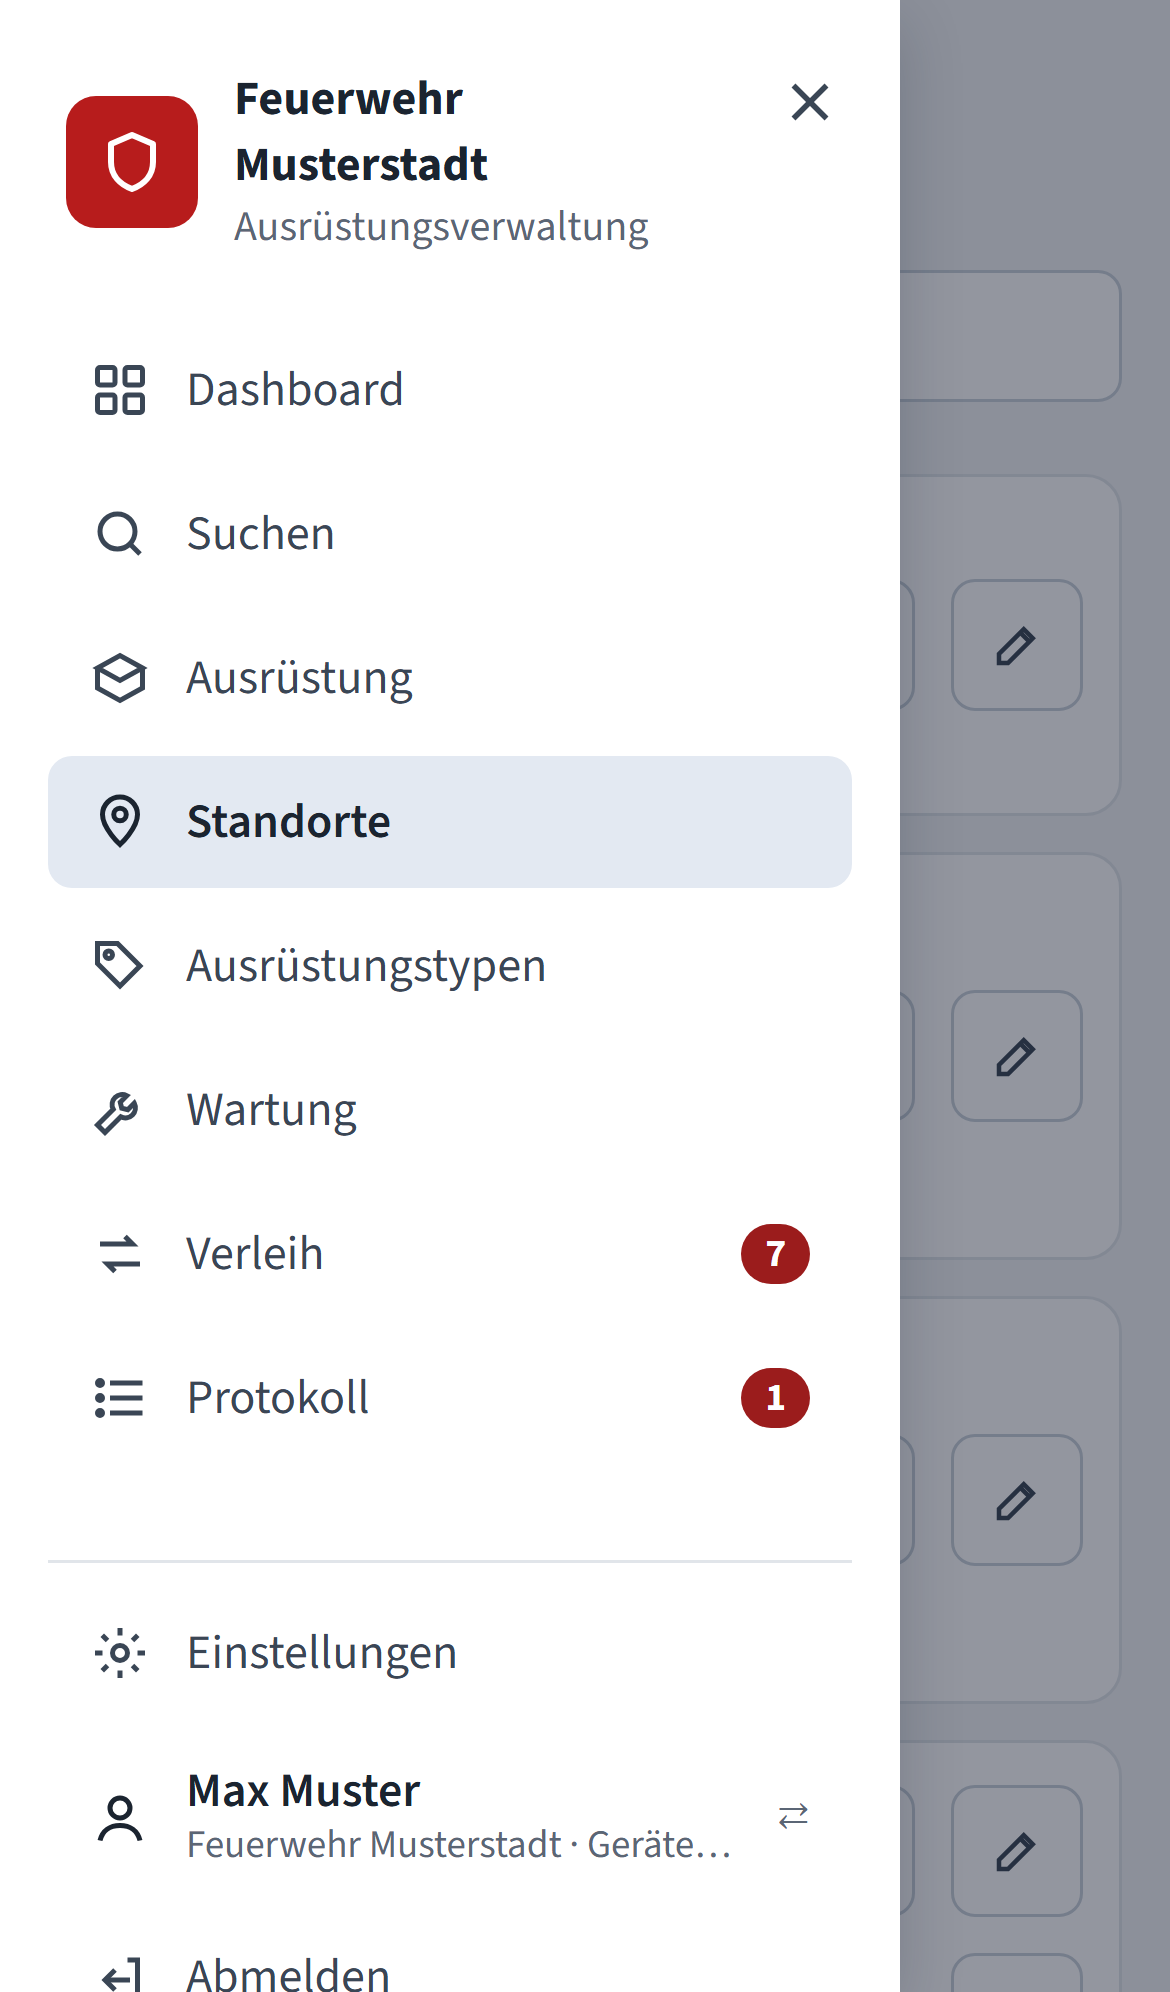 Feuerwehr
Musterstadt
Ausrüstungsverwaltung
Dashboard
Suchen
Ausrüstung
Standorte
Ausrüstungstypen
Wartung
Verleih 7
Protokoll 1
Einstellungen
Max Muster
Feuerwehr Musterstadt · Geräte…
Abmelden